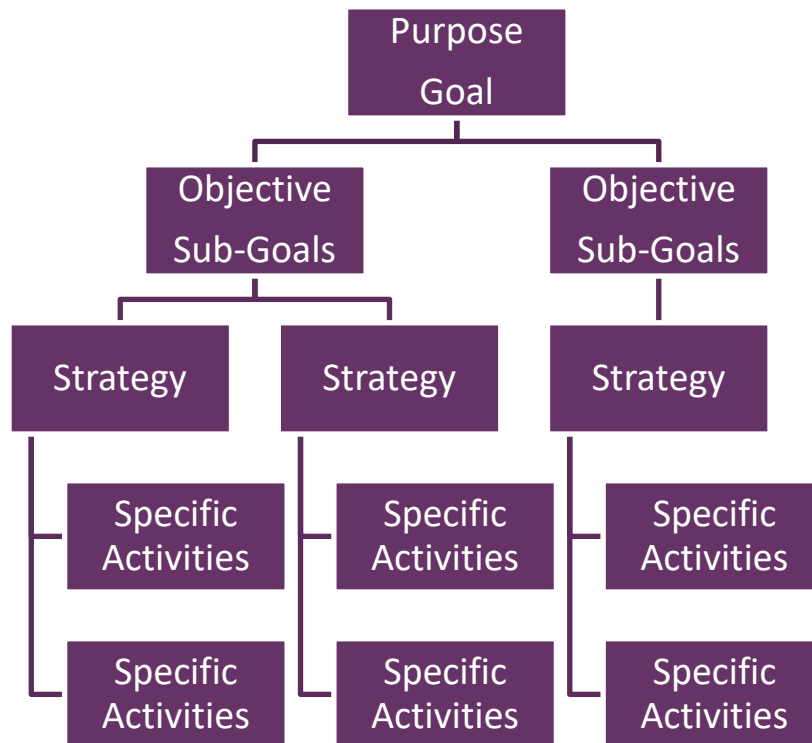 Purpose
Goal
Objective
Sub-Goals
Objective
Sub-Goals
Strategy
Strategy
Strategy
Specific
Activities
Specific
Activities
Specific
Activities
Specific
Activities
Specific
Activities
Specific
Activities